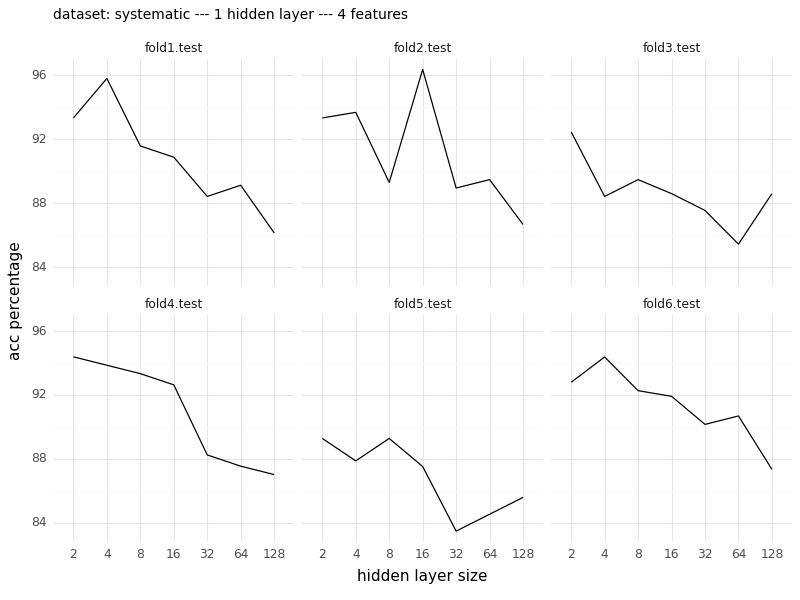 dataset: systematic --- 1 hidden layer --- 4 features
fold1.test fold2.test fold3.test
96
92
88
84
fold4.test fold5.test fold6.test
96
92
88
84
acc percentage
2 4 8 16 32 64 128 2 4 8 16 32 64 128 2 4 8 16 32 64 128
hidden layer size